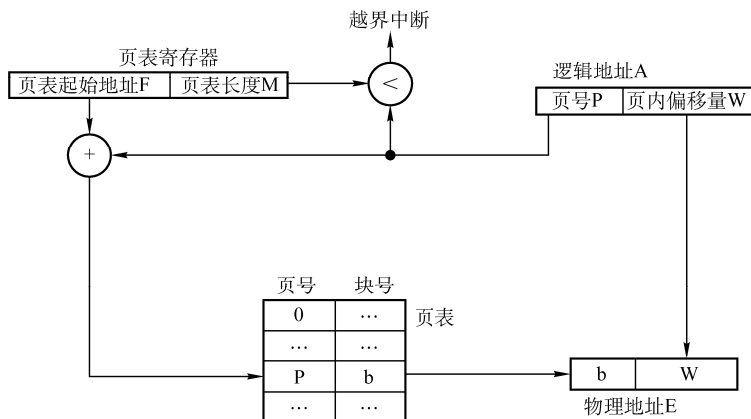 越界中断
页表寄存器
页表起始地址F 页表长度M
<
逻辑地址A
页号P 页内偏移量W
+
页号 块号
0 …
页表
… …
P b
… …
b W
物理地址E